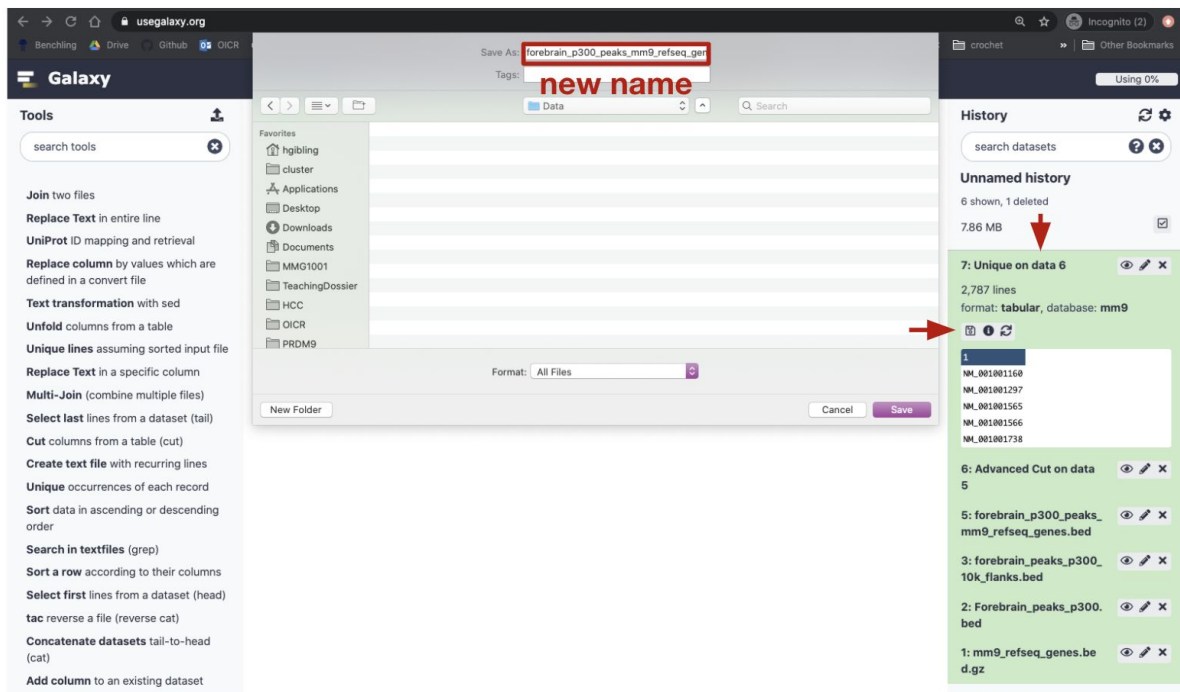 usegalaxy.org
Incognito (2)
Benchling Drive Github OICR
crochet » Other Bookmarks
Galaxy
Using 0%
Save As: forebrain_p300_peaks_mm9_refseq_gen
Tags:
new name
Data
Search
Favorites
hgibling
cluster
Applications
Desktop
Downloads
Documents
MMG1001
TeachingDossier
HCC
OICR
PRDM9
Format: All Files
New Folder
Cancel
Save
Tools
search tools
Join two files
Replace Text in entire line
UniProt ID mapping and retrieval
Replace column by values which are
defined in a convert file
Text transformation with sed
Unfold columns from a table
Unique lines assuming sorted input file
Replace Text in a specific column
Multi-Join (combine multiple files)
Select last lines from a dataset (tail)
Cut columns from a table (cut)
Create text file with recurring lines
Unique occurrences of each record
Sort data in ascending or descending
order
Search in textfiles (grep)
Sort a row according to their columns
Select first lines from a dataset (head)
tac reverse a file (reverse cat)
Concatenate datasets tail-to-head
(cat)
Add column to an existing dataset
History
search datasets
Unnamed history
6 shown, 1 deleted
7.86 MB
7: Unique on data 6
2,787 lines
format: tabular, database: mm9
1
NM_001001160
NM_001001297
NM_001001565
NM_001001566
NM_001001738
6: Advanced Cut on data
5
5: forebrain_p300_peaks_
mm9_refseq_genes.bed
3: forebrain_peaks_p300_
10k_flanks.bed
2: Forebrain_peaks_p300.
bed
1: mm9_refseq_genes.be
d.gz